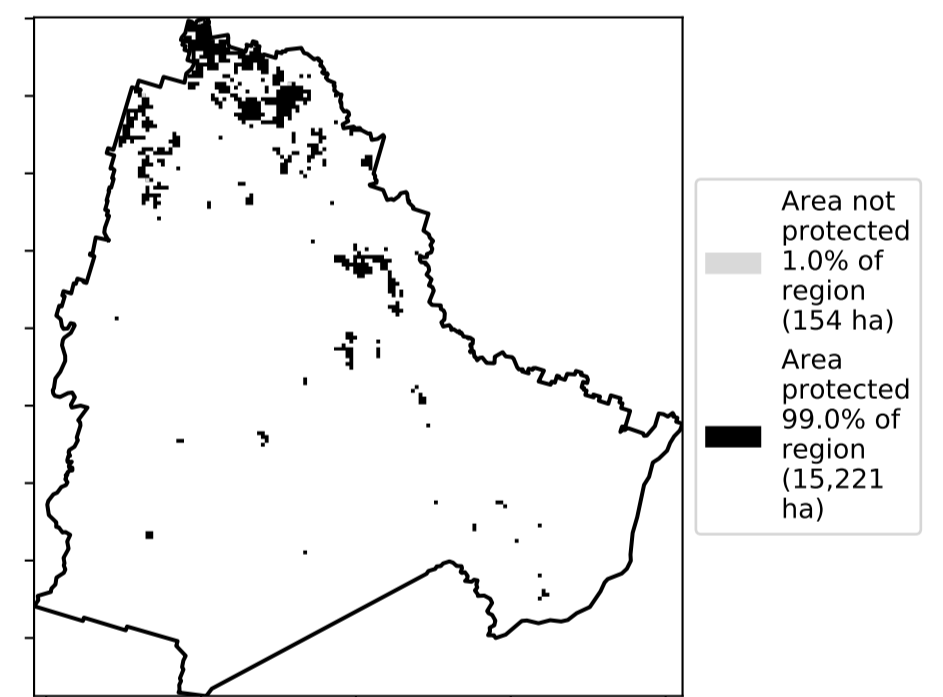 Area not
protected
1.0% of
region
(154 ha)
Area
protected
99.0% of
region
(15,221
ha)